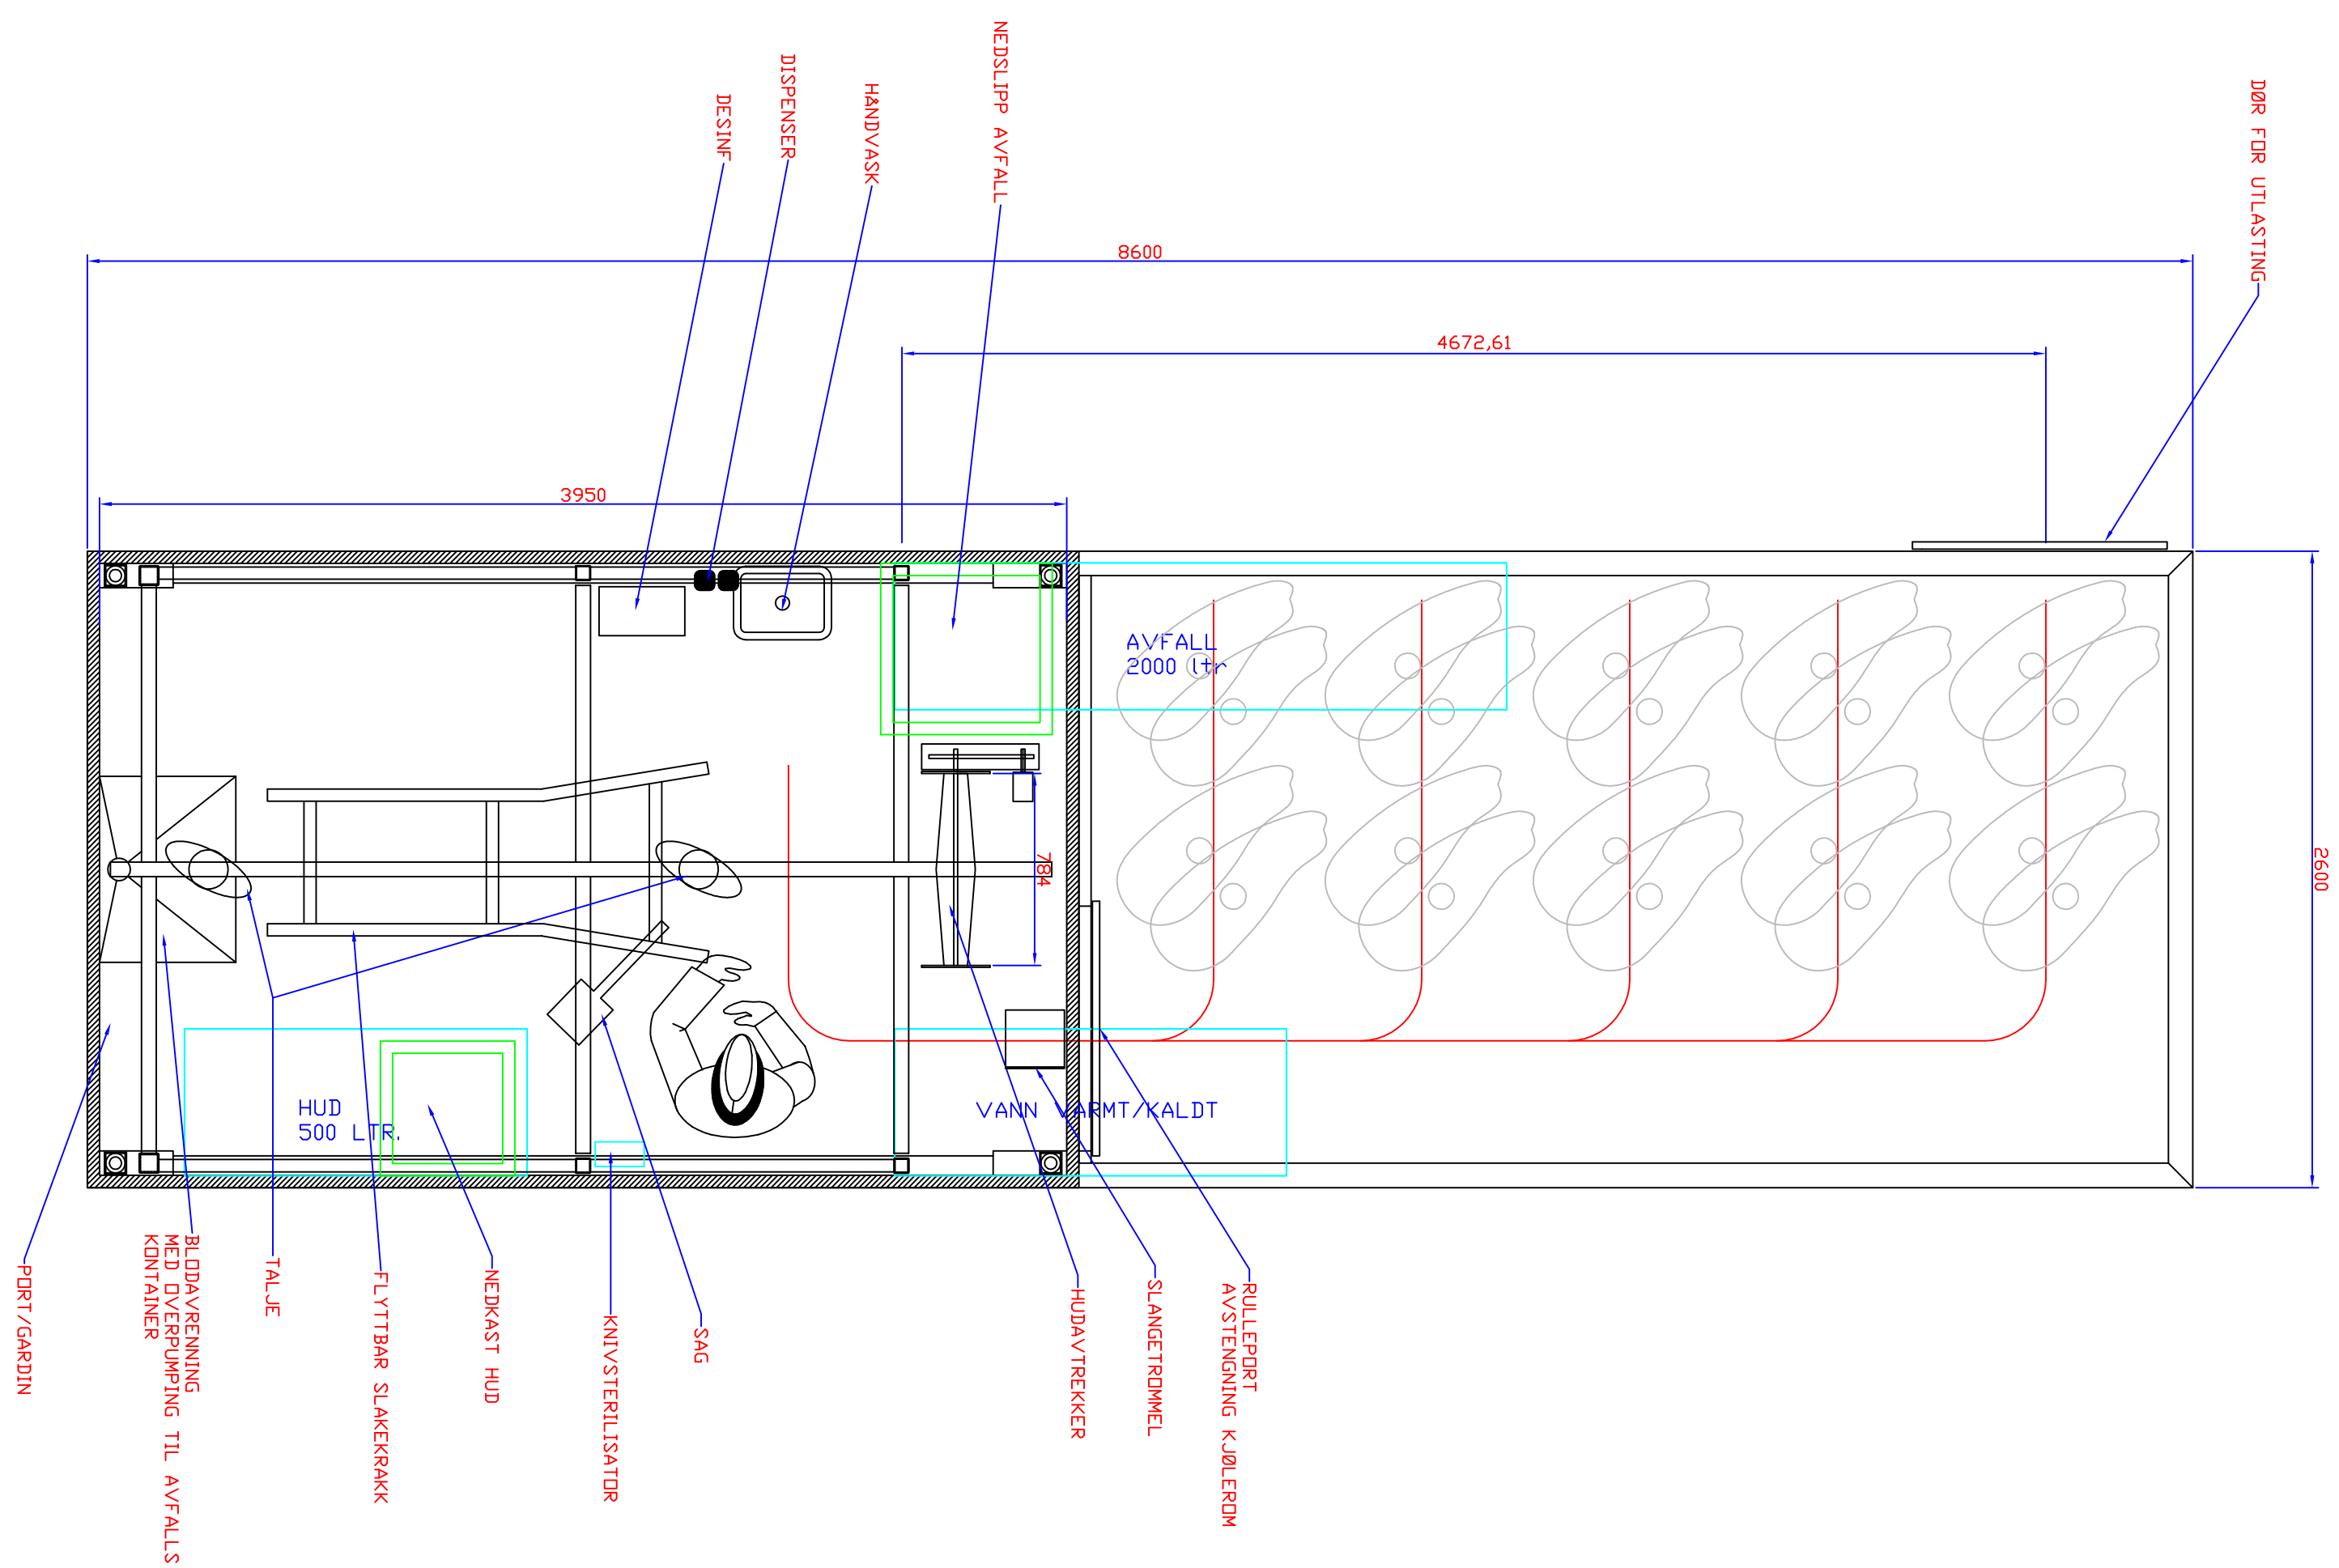 NEDSLIPP AVFALL
DISPENSER
HÅNDVASK
DESINF
DØR FOR UTLASTING
8600
4672,61
3950
AVFALL
2000 ltr
784
2600
HUD
500 LTR.
VANN VARMT/KALDT
PORT/GARDIN
BLODAVRENNING
MED OVERPUMPING TIL AVFALLS
KONTAINER
TALJE
FLYTTBAR SLAKEKRAKK
NEDKAST HUD
KNIVSTERILISATOR
SAG
HUDAVTREKKER
SLANGETROMMEL
RULLEPORT
AVSTENGNING KJØLEROM